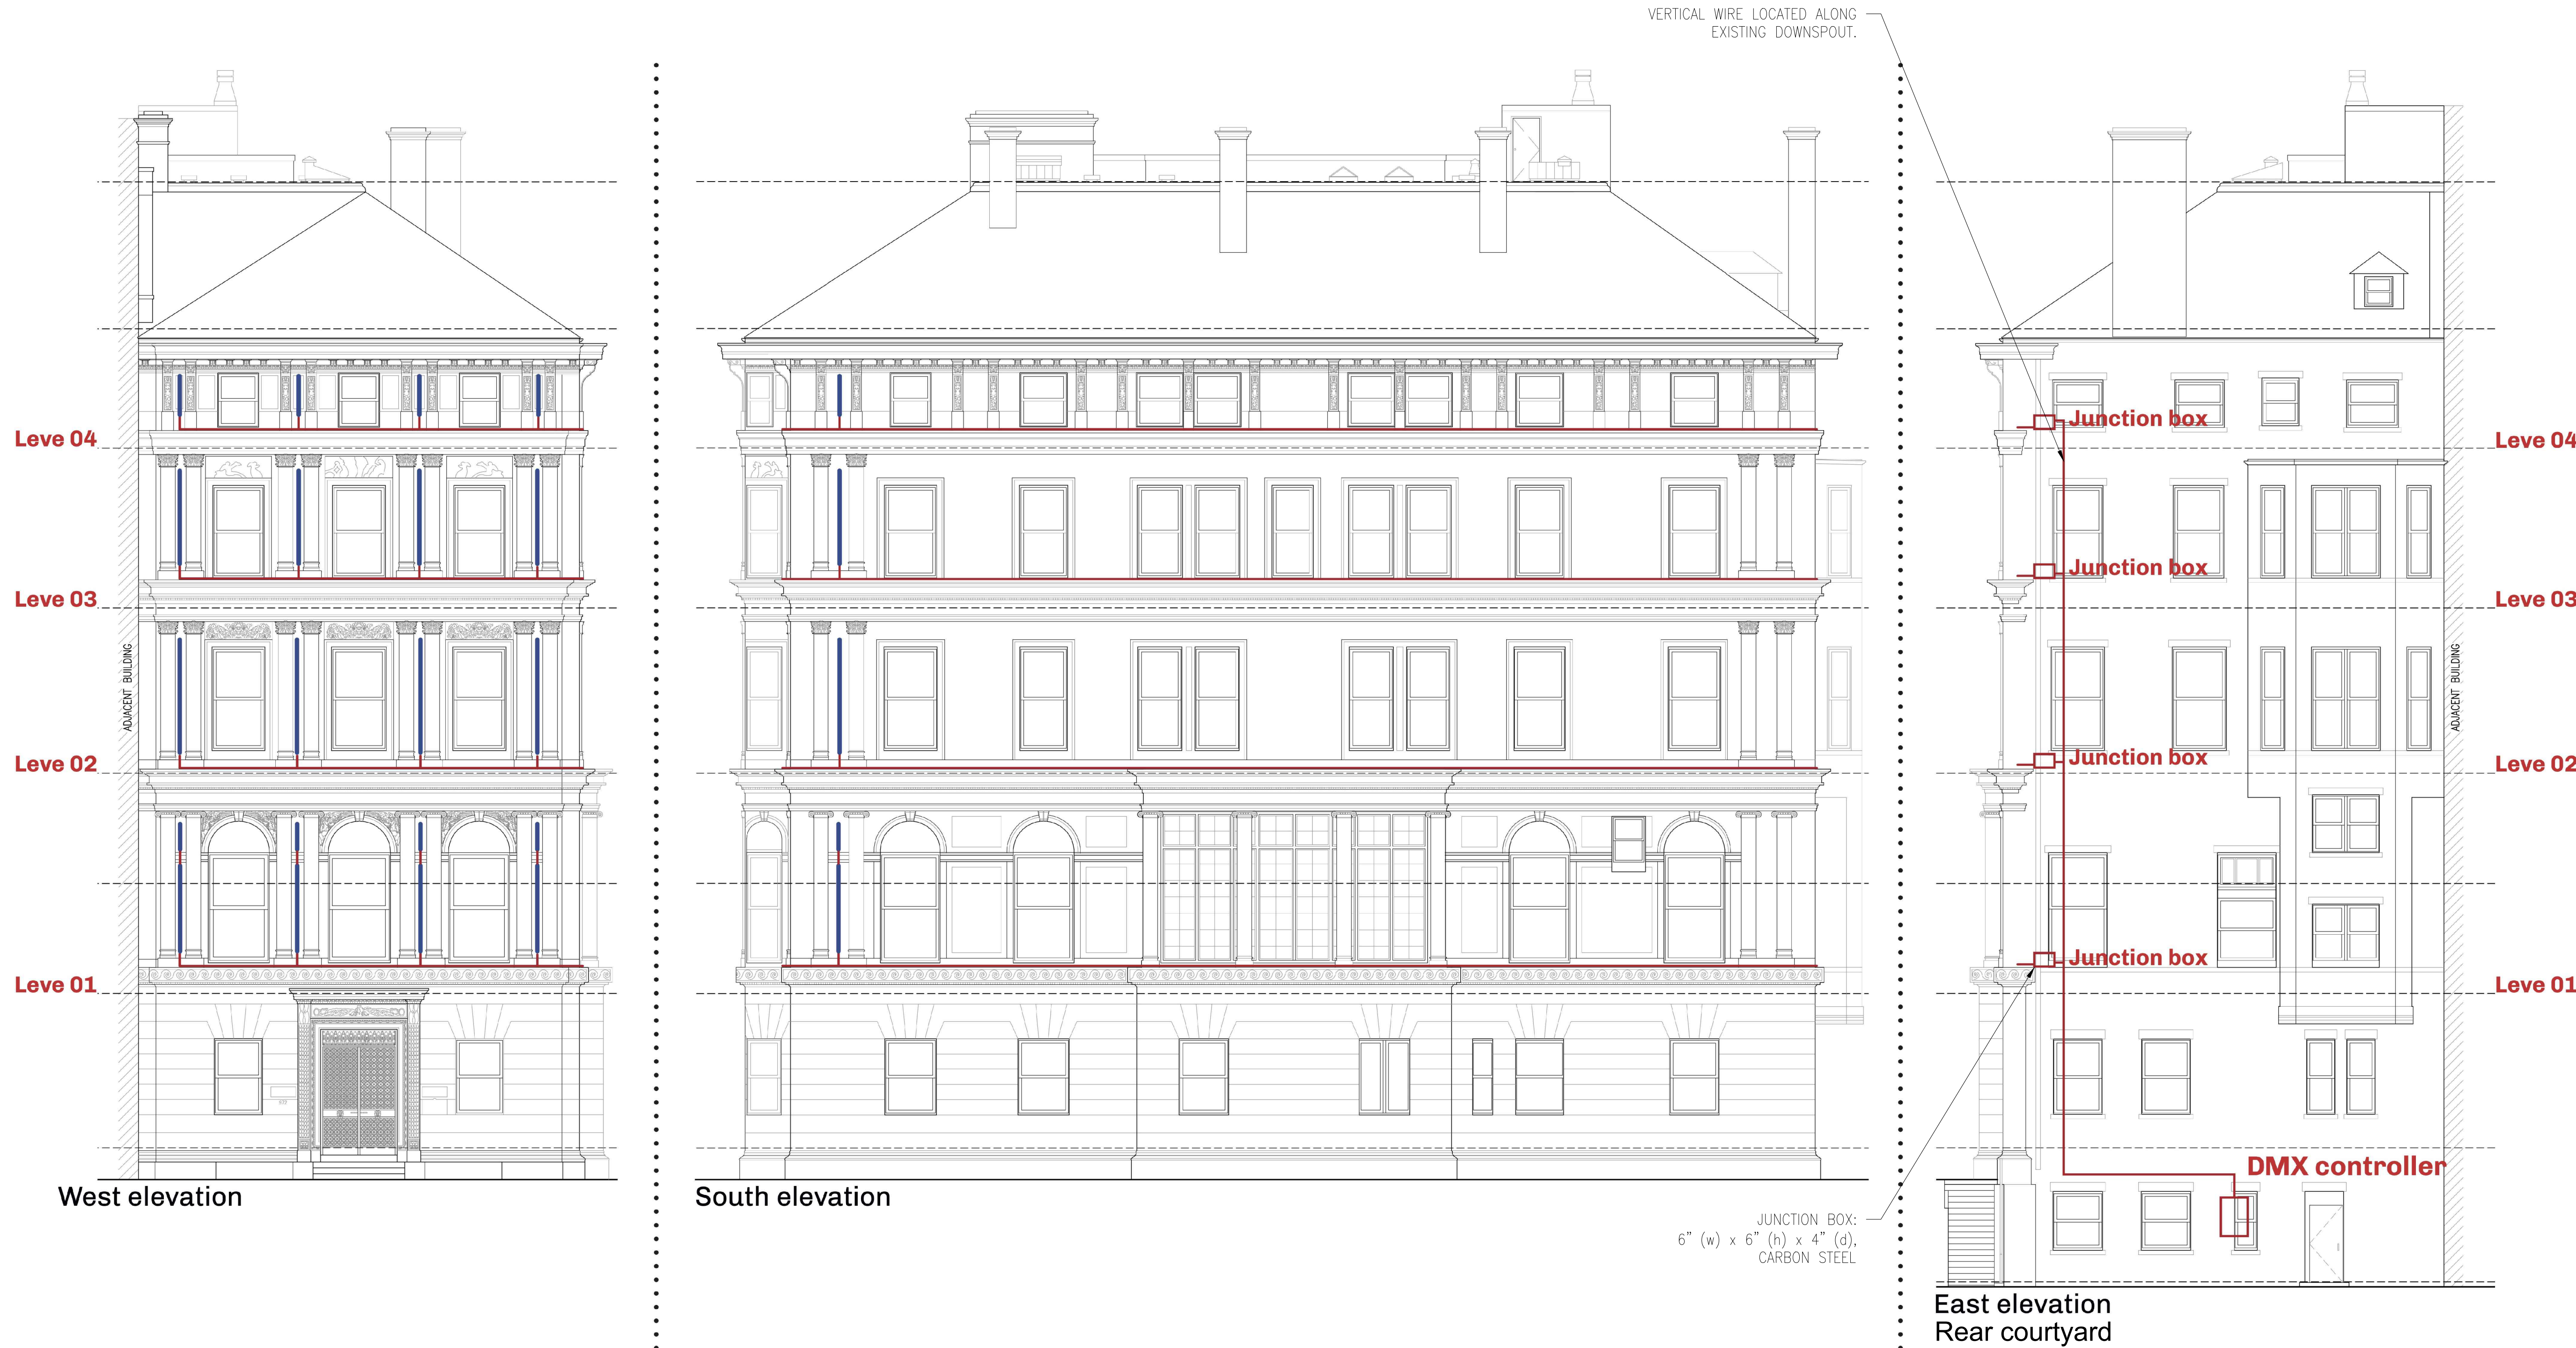 VERTICAL WIRE LOCATED ALONG
EXISTING DOWNSPOUT.
Leve 04
Leve 03
Leve 02
Leve 01
ADJACENT BUILDING
West elevation
South elevation
JUNCTION BOX:
6" (w) x 6" (h) x 4" (d),
CARBON STEEL
Junction box
Junction box
Junction box
Junction box
DMX controller
Leve 04
Leve 03
Leve 02
Leve 01
ADJACENT BUILDING
East elevation
Rear courtyard